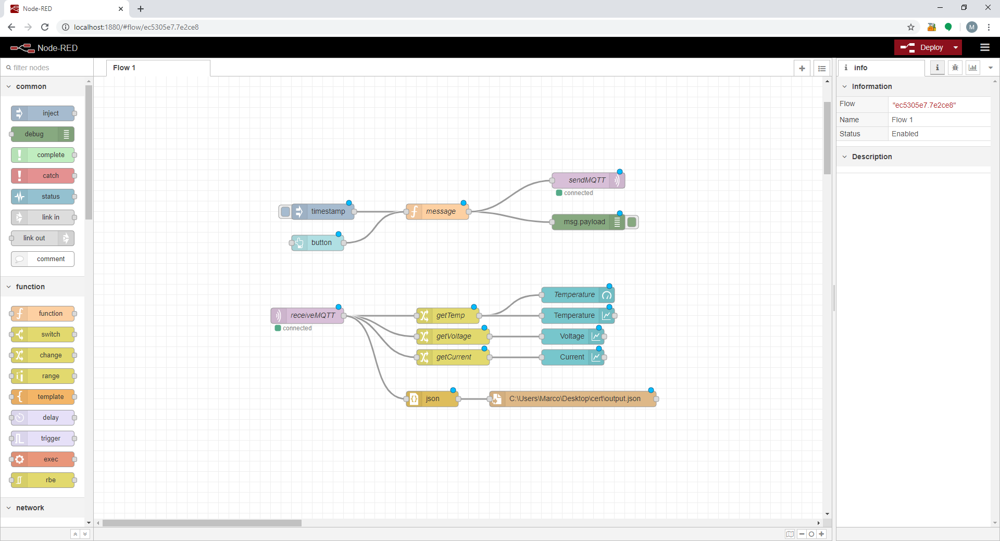 Node-RED
localhost:1880/#flow/ec5305e7.7e2ce8
M
Node-RED
Deploy
filter nodes
Flow 1
info
common
inject
debug
complete
catch
status
link in
link out
comment
function
function
switch
change
range
template
delay
trigger
exec
rbe
network
timestamp
button
message
sendMQTT
connected
msg.payload
receiveMQTT
connected
getTemp
getVoltage
getCurrent
Temperature
Temperature
Voltage
Current
json
C:\Users\Marco\Desktop\cert\output.json
Information
Flow "ec5305e7.7e2ce8"
Name Flow 1
Status Enabled
Description